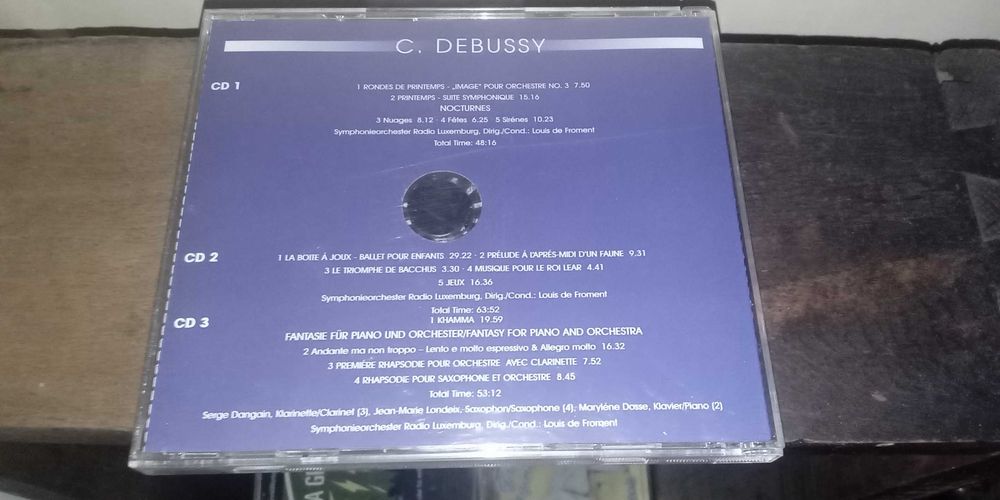 C. DEBUSSY
CD 1
1 RONDES DE PRINTEMPS - „IMAGE" POUR ORCHESTRE NO. 3 7.50
2 PRINTEMPS - SUITE SYMPHONIQUE 15.16
NOCTURNES
3 Nuages 8.12 · 4 Fêtes 6.25 · 5 Sirènes 10.23
Symphonieorchester Radio Luxemburg, Dirig./Cond.: Louis de Froment
Total Time: 48:16
CD 2
1 LA BOITE À JOUX - BALLET POUR ENFANTS 29.22 · 2 PRÉLUDE À L'APRÉS-MIDI D'UN FAUNE 9.31
3 LE TRIOMPHE DE BACCHUS 3.30 · 4 MUSIQUE POUR LE ROI LEAR 4.41
5 JEUX 16.36
Symphonieorchester Radio Luxemburg, Dirig./Cond.: Louis de Froment
Total Time: 63:52
CD 3
1 KHAMMA 19.59
FANTASIE FÜR PIANO UND ORCHESTER/FANTASY FOR PIANO AND ORCHESTRA
2 Andante ma non troppo – Lento e molto espressivo & Allegro molto 16.32
3 PREMIÉRE RHAPSODIE POUR ORCHESTRE AVEC CLARINETTE 7.52
4 RHAPSODIE POUR SAXOPHONE ET ORCHESTRE 8.45
Total Time: 53:12
Serge Dangain, Klarinette/Clarinet (3), Jean-Marie Londeix, Saxophon/Saxophone (4), Marylène Dosse, Klavier/Piano (2)
Symphonieorchester Radio Luxemburg, Dirig./Cond.: Louis de Froment